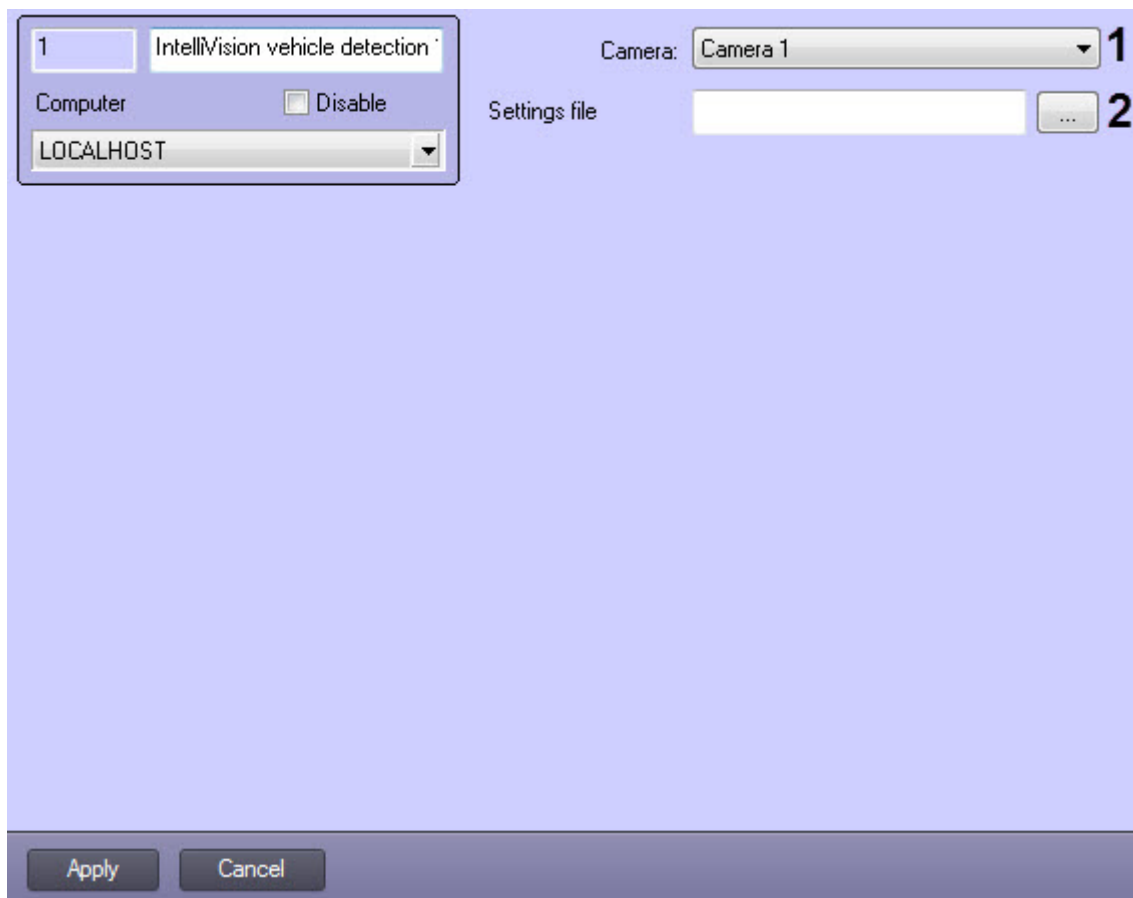 1 IntelliVision vehicle detection
Camera: Camera 1 1
Computer Disable
Settings file ... 2
LOCALHOST
Apply Cancel